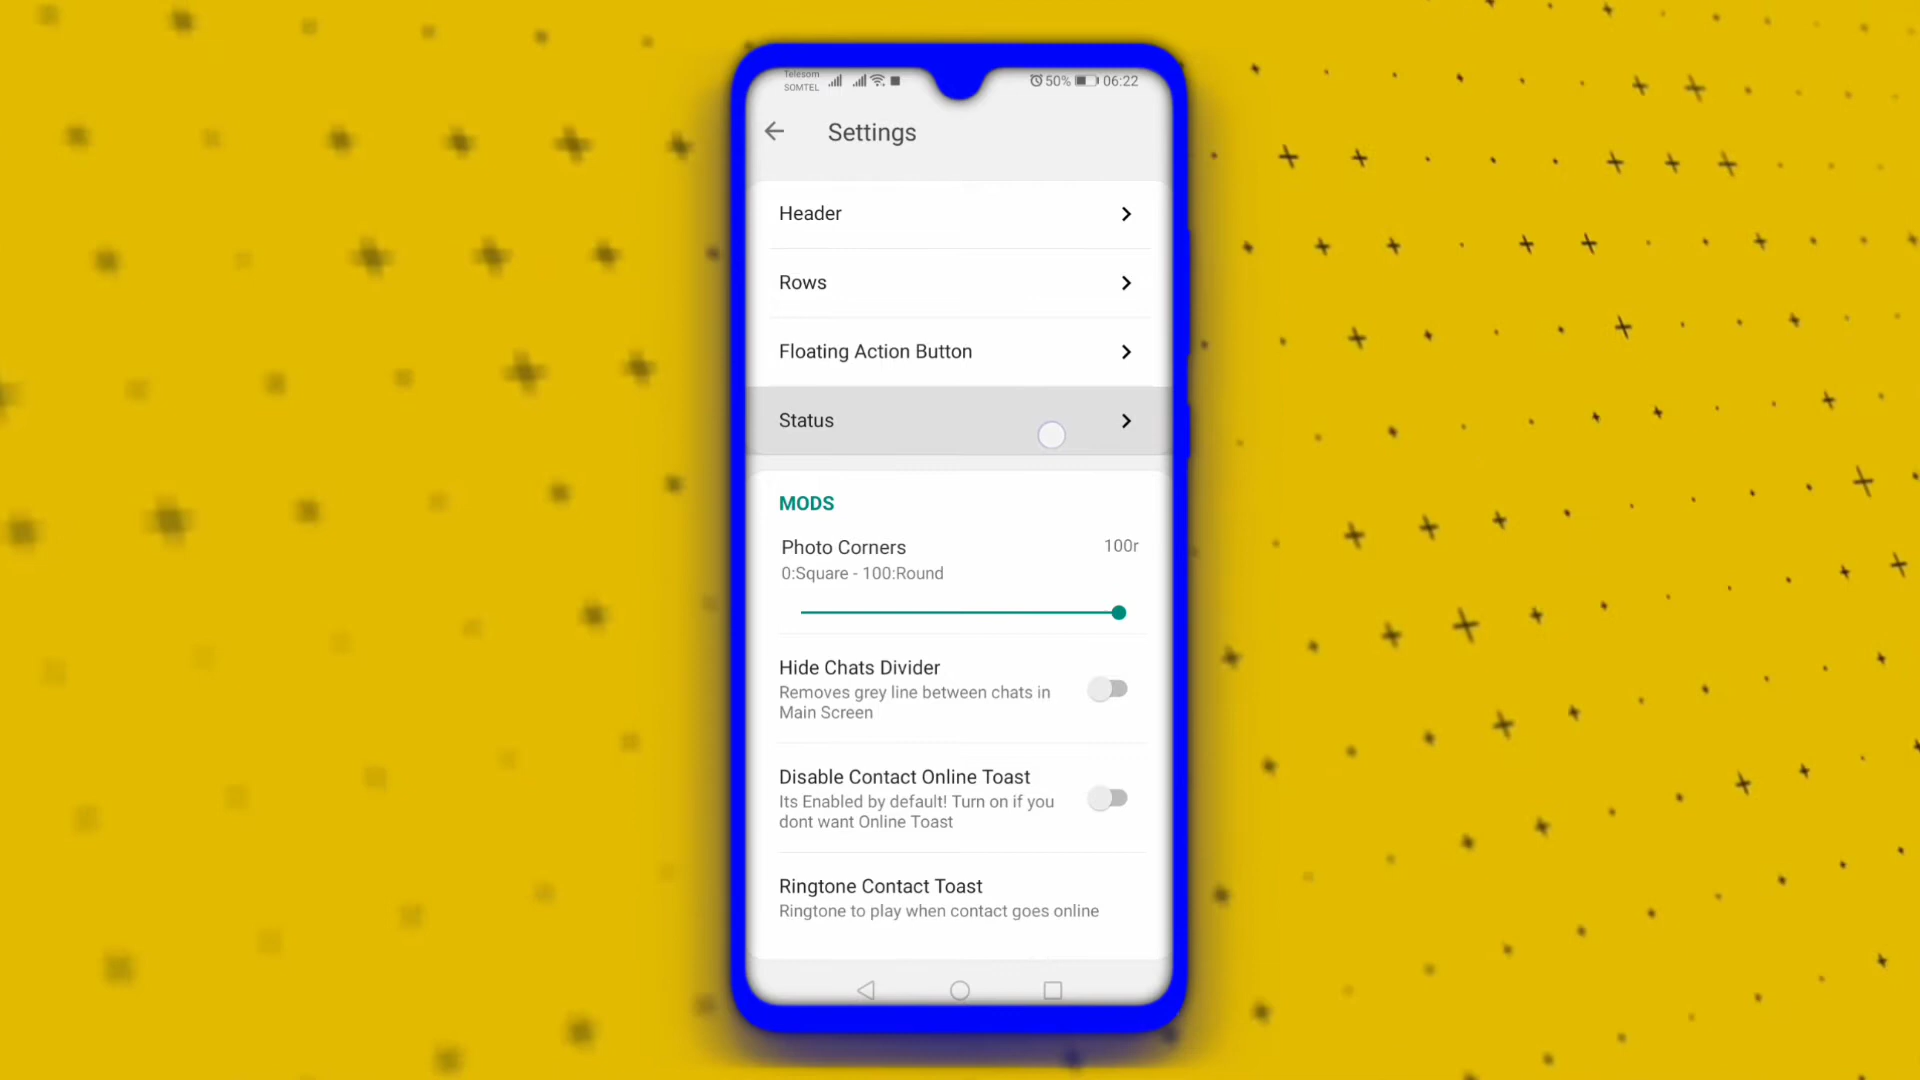 Telesom
SOMTEL
50% 06:22
Settings
Header
Rows
Floating Action Button
Status
MODS
Photo Corners
100r
0:Square - 100:Round
Hide Chats Divider
Removes grey line between chats in
Main Screen
Disable Contact Online Toast
Its Enabled by default! Turn on if you
dont want Online Toast
Ringtone Contact Toast
Ringtone to play when contact goes online